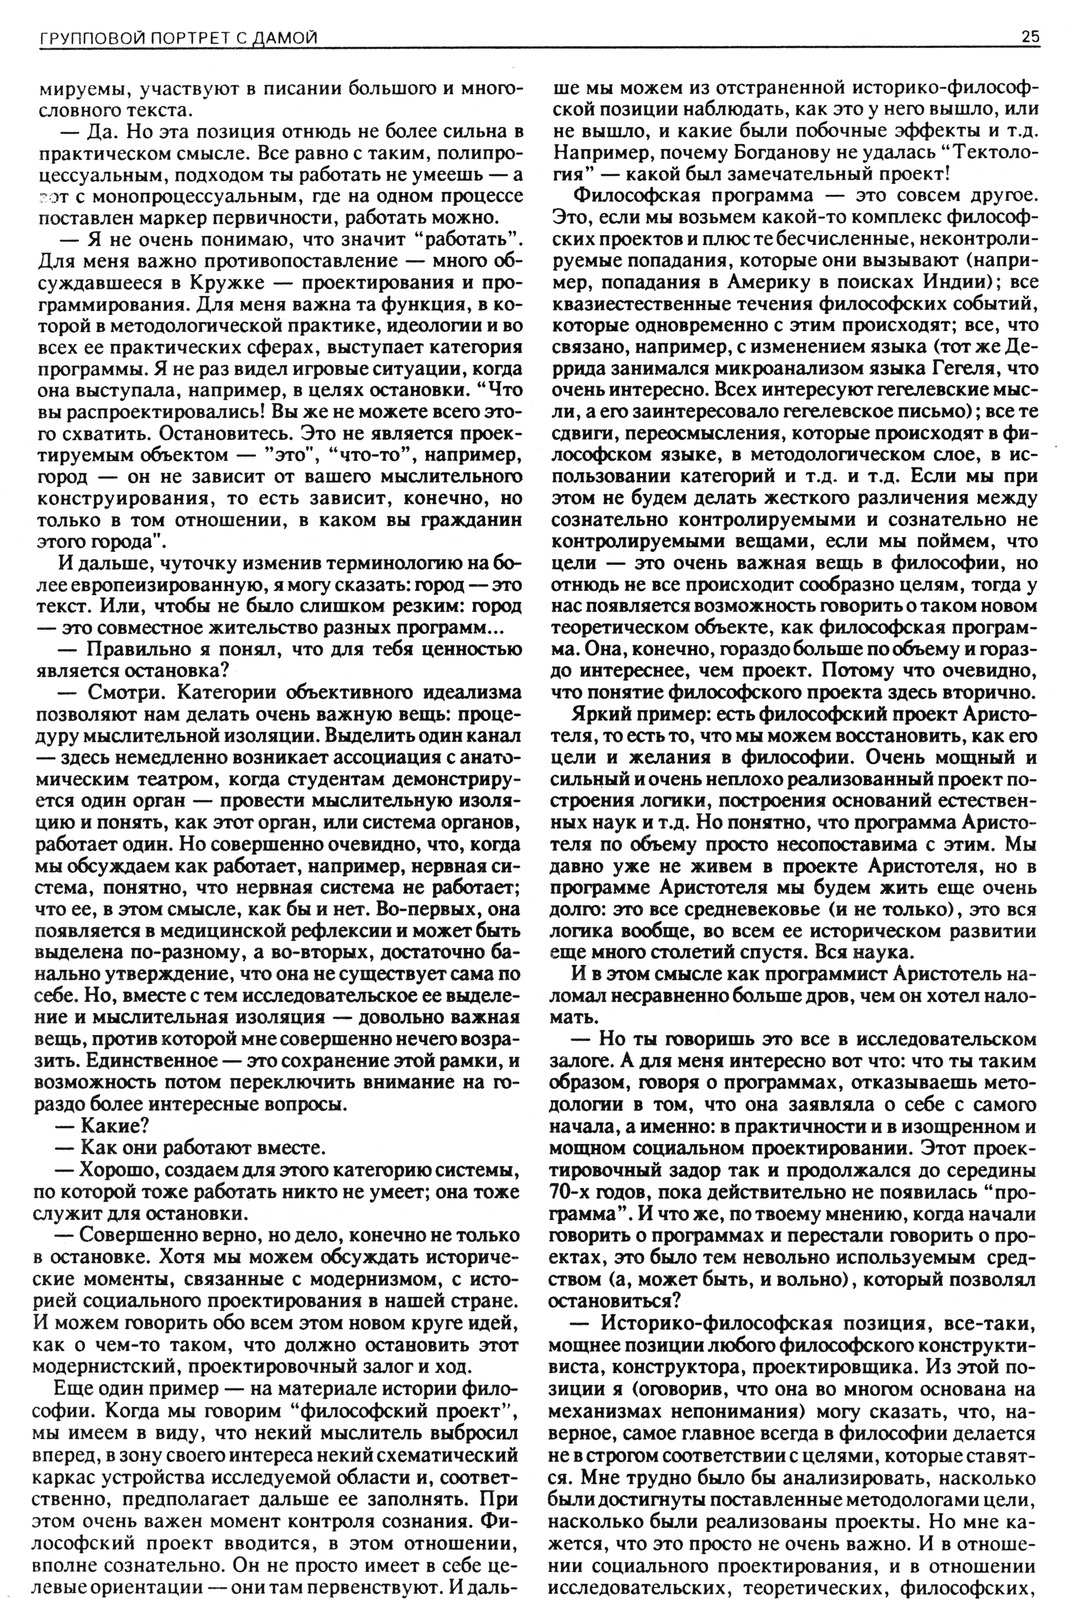 ГРУППОВОЙ ПОРТРЕТ С ДАМОЙ 25
мируемы, участвуют в писании большого и много-
словного текста.
— Да. Но эта позиция отнюдь не более сильна в
практическом смысле. Все равно с таким, полипро-
цессуальным, подходом ты работать не умеешь — а
вот с монопроцессуальным, где на одном процессе
поставлен маркер первичности, работать можно.
— Я не очень понимаю, что значит “работать”.
Для меня важно противопоставление — много об-
суждавшееся в Кружке — проектирования и про-
граммирования. Для меня важна та функция, в ко-
торой в методологической практике, идеологии и во
всех ее практических сферах, выступает категория
программы. Я не раз видел игровые ситуации, когда
она выступала, например, в целях остановки. “Что
вы распроектировались! Вы же не можете всего это-
го схватить. Остановитесь. Это не является проек-
тируемым объектом — ”это", “что-то”, например,
город — он не зависит от вашего мыслительного
конструирования, то есть зависит, конечно, но
только в том отношении, в каком вы гражданин
этого города".
И дальше, чуточку изменив терминологию на бо-
лее европеизированную, я могу сказать: город — это
текст. Или, чтобы не было слишком резким: город
— это совместное жительство разных программ...
— Правильно я понял, что для тебя ценностью
является остановка?
— Смотри. Категории объективного идеализма
позволяют нам делать очень важную вещь: проце-
дуру мыслительной изоляции. Выделить один канал
— здесь немедленно возникает ассоциация с анато-
мическим театром, когда студентам демонстриру-
ется один орган — провести мыслительную изоля-
цию и понять, как этот орган, или система органов,
работает один. Но совершенно очевидно, что, когда
мы обсуждаем как работает, например, нервная си-
стема, понятно, что нервная система не работает;
что ее, в этом смысле, как бы и нет. Во-первых, она
появляется в медицинской рефлексии и может быть
выделена по-разному, а во-вторых, достаточно ба-
нально утверждение, что она не существует сама по
себе. Но, вместе с тем исследовательское ее выделе-
ние и мыслительная изоляция — довольно важная
вещь, против которой мне совершенно нечего возра-
зить. Единственное — это сохранение этой рамки, и
возможность потом переключить внимание на го-
раздо более интересные вопросы.
— Какие?
— Как они работают вместе.
— Хорошо, создаем для этого категорию системы,
по которой тоже работать никто не умеет; она тоже
служит для остановки.
— Совершенно верно, но дело, конечно не только
в остановке. Хотя мы можем обсуждать историче-
ские моменты, связанные с модернизмом, с исто-
рией социального проектирования в нашей стране.
И можем говорить обо всем этом новом круге идей,
как о чем-то таком, что должно остановить этот
модернистский, проектировочный залог и ход.
Еще один пример — на материале истории фило-
софии. Когда мы говорим “философский проект”,
мы имеем в виду, что некий мыслитель выбросил
вперед, в зону своего интереса некий схематический
каркас устройства исследуемой области и, соответ-
ственно, предполагает дальше ее заполнять. При
этом очень важен момент контроля сознания. Фи-
лософский проект вводится, в этом отношении,
вполне сознательно. Он не просто имеет в себе це-
левые ориентации — они там первенствуют. И даль-
ше мы можем из отстраненной историко-философ-
ской позиции наблюдать, как это у него вышло, или
не вышло, и какие были побочные эффекты и т.д.
Например, почему Богданову не удалась “Тектоло-
гия” — какой был замечательный проект!
Философская программа — это совсем другое.
Это, если мы возьмем какой-то комплекс философ-
ских проектов и плюс те бесчисленные, неконтроли-
руемые попадания, которые они вызывают (напри-
мер, попадания в Америку в поисках Индии); все
квазиестественные течения философских событий,
которые одновременно с этим происходят; все, что
связано, например, с изменением языка (тот же Де-
ррида занимался микроанализом языка Гегеля, что
очень интересно. Всех интересуют гегелевские мыс-
ли, а его заинтересовало гегелевское письмо); все те
сдвиги, переосмысления, которые происходят в фи-
лософском языке, в методологическом слое, в ис-
пользовании категорий и т.д. и т.д. Если мы при
этом не будем делать жесткого различения между
сознательно контролируемыми и сознательно не
контролируемыми вещами, если мы поймем, что
цели — это очень важная вещь в философии, но
отнюдь не все происходит сообразно целям, тогда у
нас появляется возможность говорить о таком новом
теоретическом объекте, как философская програм-
ма. Она, конечно, гораздо больше по объему и гораз-
до интереснее, чем проект. Потому что очевидно,
что понятие философского проекта здесь вторично.
Яркий пример: есть философский проект Аристо-
теля, то есть то, что мы можем восстановить, как его
цели и желания в философии. Очень мощный и
сильный и очень неплохо реализованный проект по-
строения логики, построения оснований естествен-
ных наук и т.д. Но понятно, что программа Аристо-
теля по объему просто несопоставима с этим. Мы
давно уже не живем в проекте Аристотеля, но в
программе Аристотеля мы будем жить еще очень
долго: это все средневековье (и не только), это вся
логика вообще, во всем ее историческом развитии
еще много столетий спустя. Вся наука.
И в этом смысле как программист Аристотель на-
ломал несравненно больше дров, чем он хотел нало-
мать.
— Но ты говоришь это все в исследовательском
залоге. А для меня интересно вот что: что ты таким
образом, говоря о программах, отказываешь мето-
дологии в том, что она заявляла о себе с самого
начала, а именно: в практичности и в изощренном и
мощном социальном проектировании. Этот проек-
тировочный задор так и продолжался до середины
70-х годов, пока действительно не появилась “про-
грамма”. И что же, по твоему мнению, когда начали
говорить о программах и перестали говорить о про-
ектах, это было тем невольно используемым сред-
ством (а, может быть, и вольно), который позволял
остановиться?
— Историко-философская позиция, все-таки,
мощнее позиции любого философского конструкти-
виста, конструктора, проектировщика. Из этой по-
зиции я (оговорив, что она во многом основана на
механизмах непонимания) могу сказать, что, на-
верное, самое главное всегда в философии делается
не в строгом соответствии с целями, которые ставят-
ся. Мне трудно было бы анализировать, насколько
были достигнуты поставленные методологами цели,
насколько были реализованы проекты. Но мне ка-
жется, что это просто не очень важно. И в отноше-
нии социального проектирования, и в отношении
исследовательских, теоретических, философских,